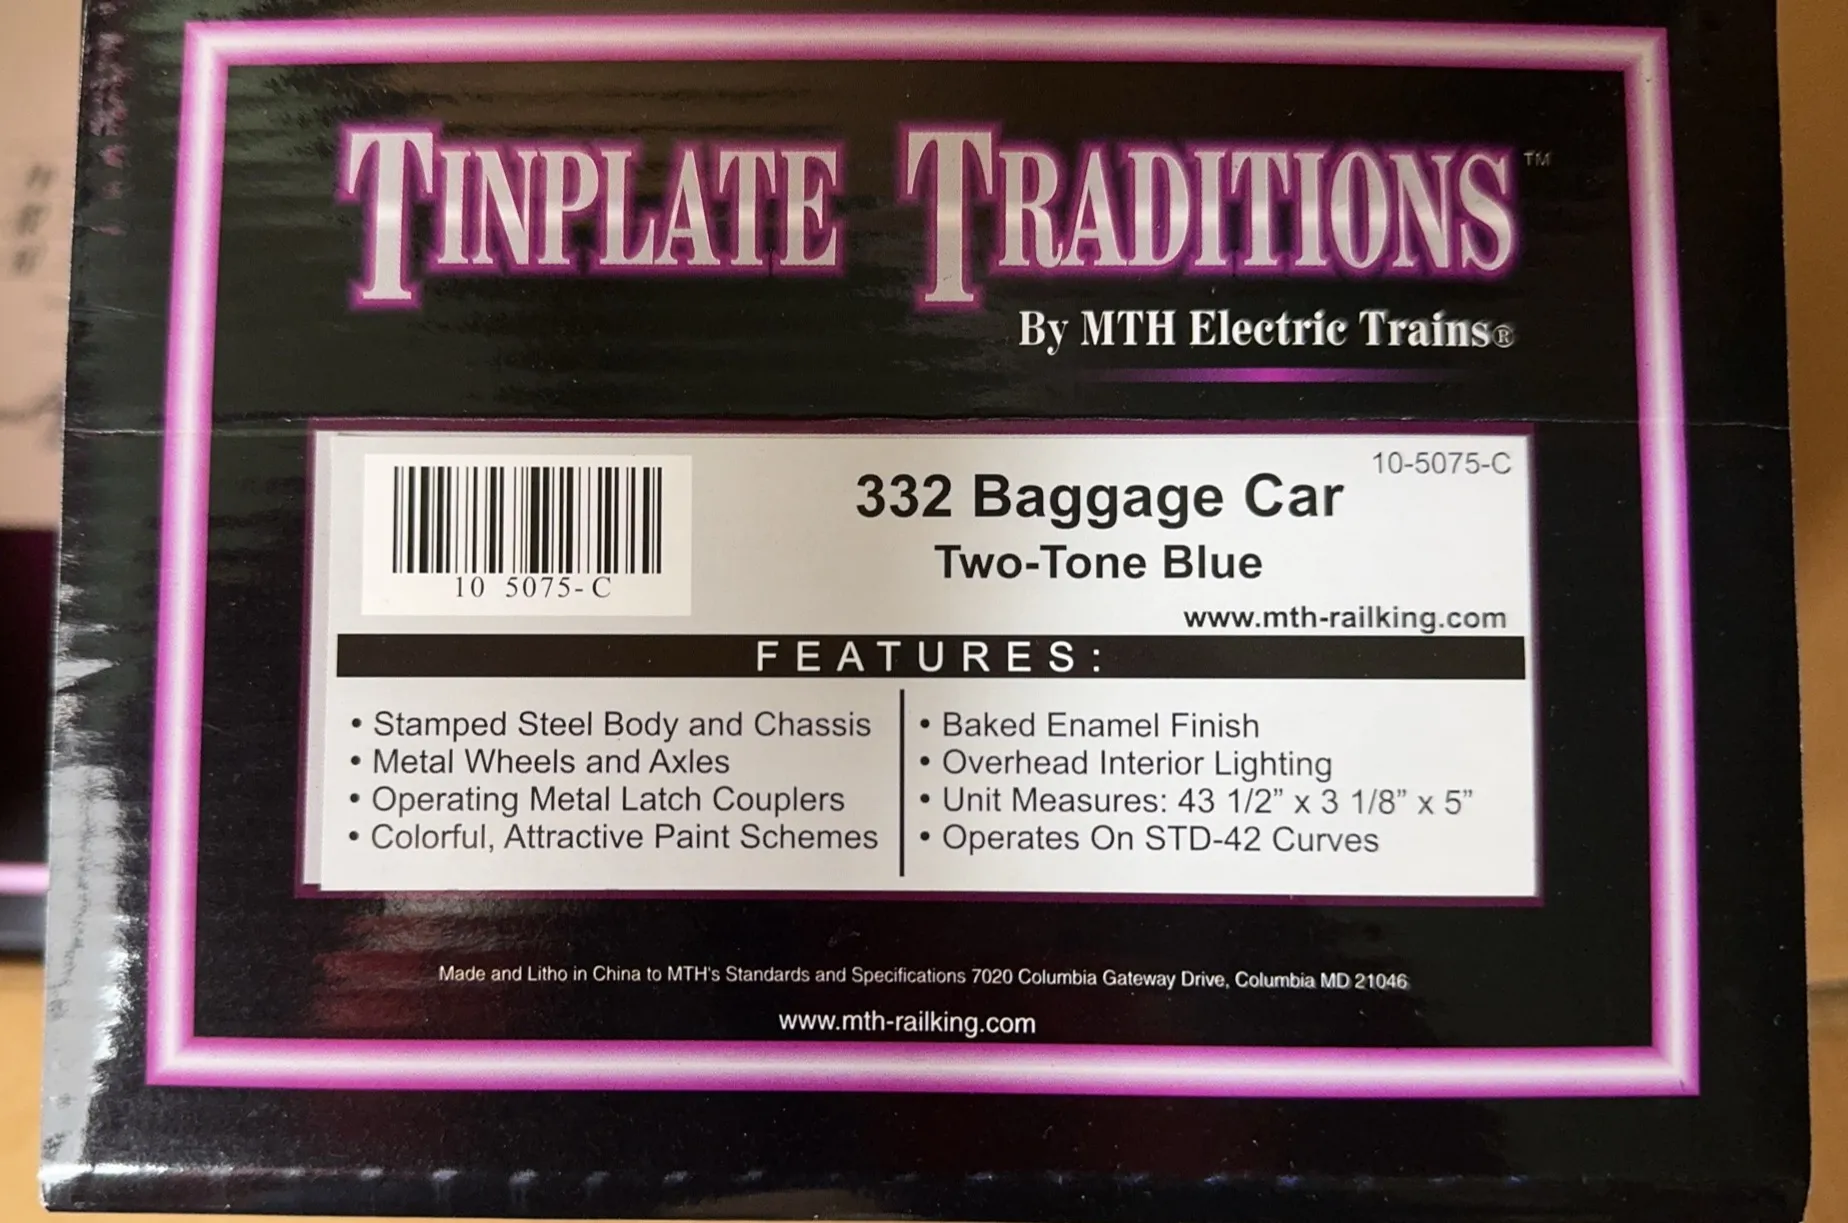 TINPLATE TRADITIONS™
By MTH Electric Trains®
10-5075-C
332 Baggage Car
Two-Tone Blue
10 5075-C
www.mth-railking.com
FEATURES:
• Stamped Steel Body and Chassis
• Metal Wheels and Axles
• Operating Metal Latch Couplers
• Colorful, Attractive Paint Schemes
• Baked Enamel Finish
• Overhead Interior Lighting
• Unit Measures: 43 1/2” x 3 1/8” x 5”
• Operates On STD-42 Curves
Made and Litho in China to MTH's Standards and Specifications 7020 Columbia Gateway Drive, Columbia MD 21046
www.mth-railking.com